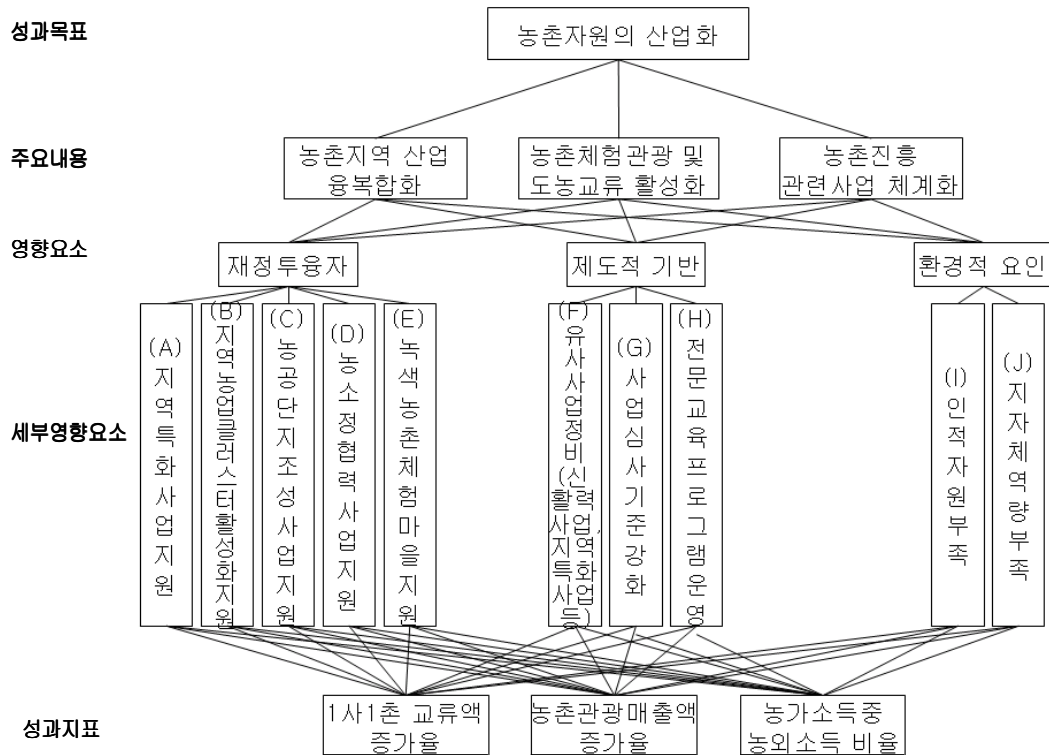 성과목표
농촌자원의 산업화
주요내용
농촌지역 산업
융복합화
농촌체험관광 및
도농교류 활성화
농촌진흥
관련사업 체계화
영향요소
재정투융자
제도적 기반
환경적 요인
세부영향요소
(A)지역특화사업지원
(B)지역농업클러스터활성화지원
(C)농공단지조성사업지원
(D)농소정협력사업지원
(E)녹색농촌체험마을지원
(F)유사사업정비(신활력사업,지역특화사업등)
(G)사업심사기준강화
(H)전문교육프로그램운영
(I)인적자원부족
(J)지자체역량부족
성과지표
1사1촌 교류액
증가율
농촌관광매출액
증가율
농가소득중
농외소득 비율